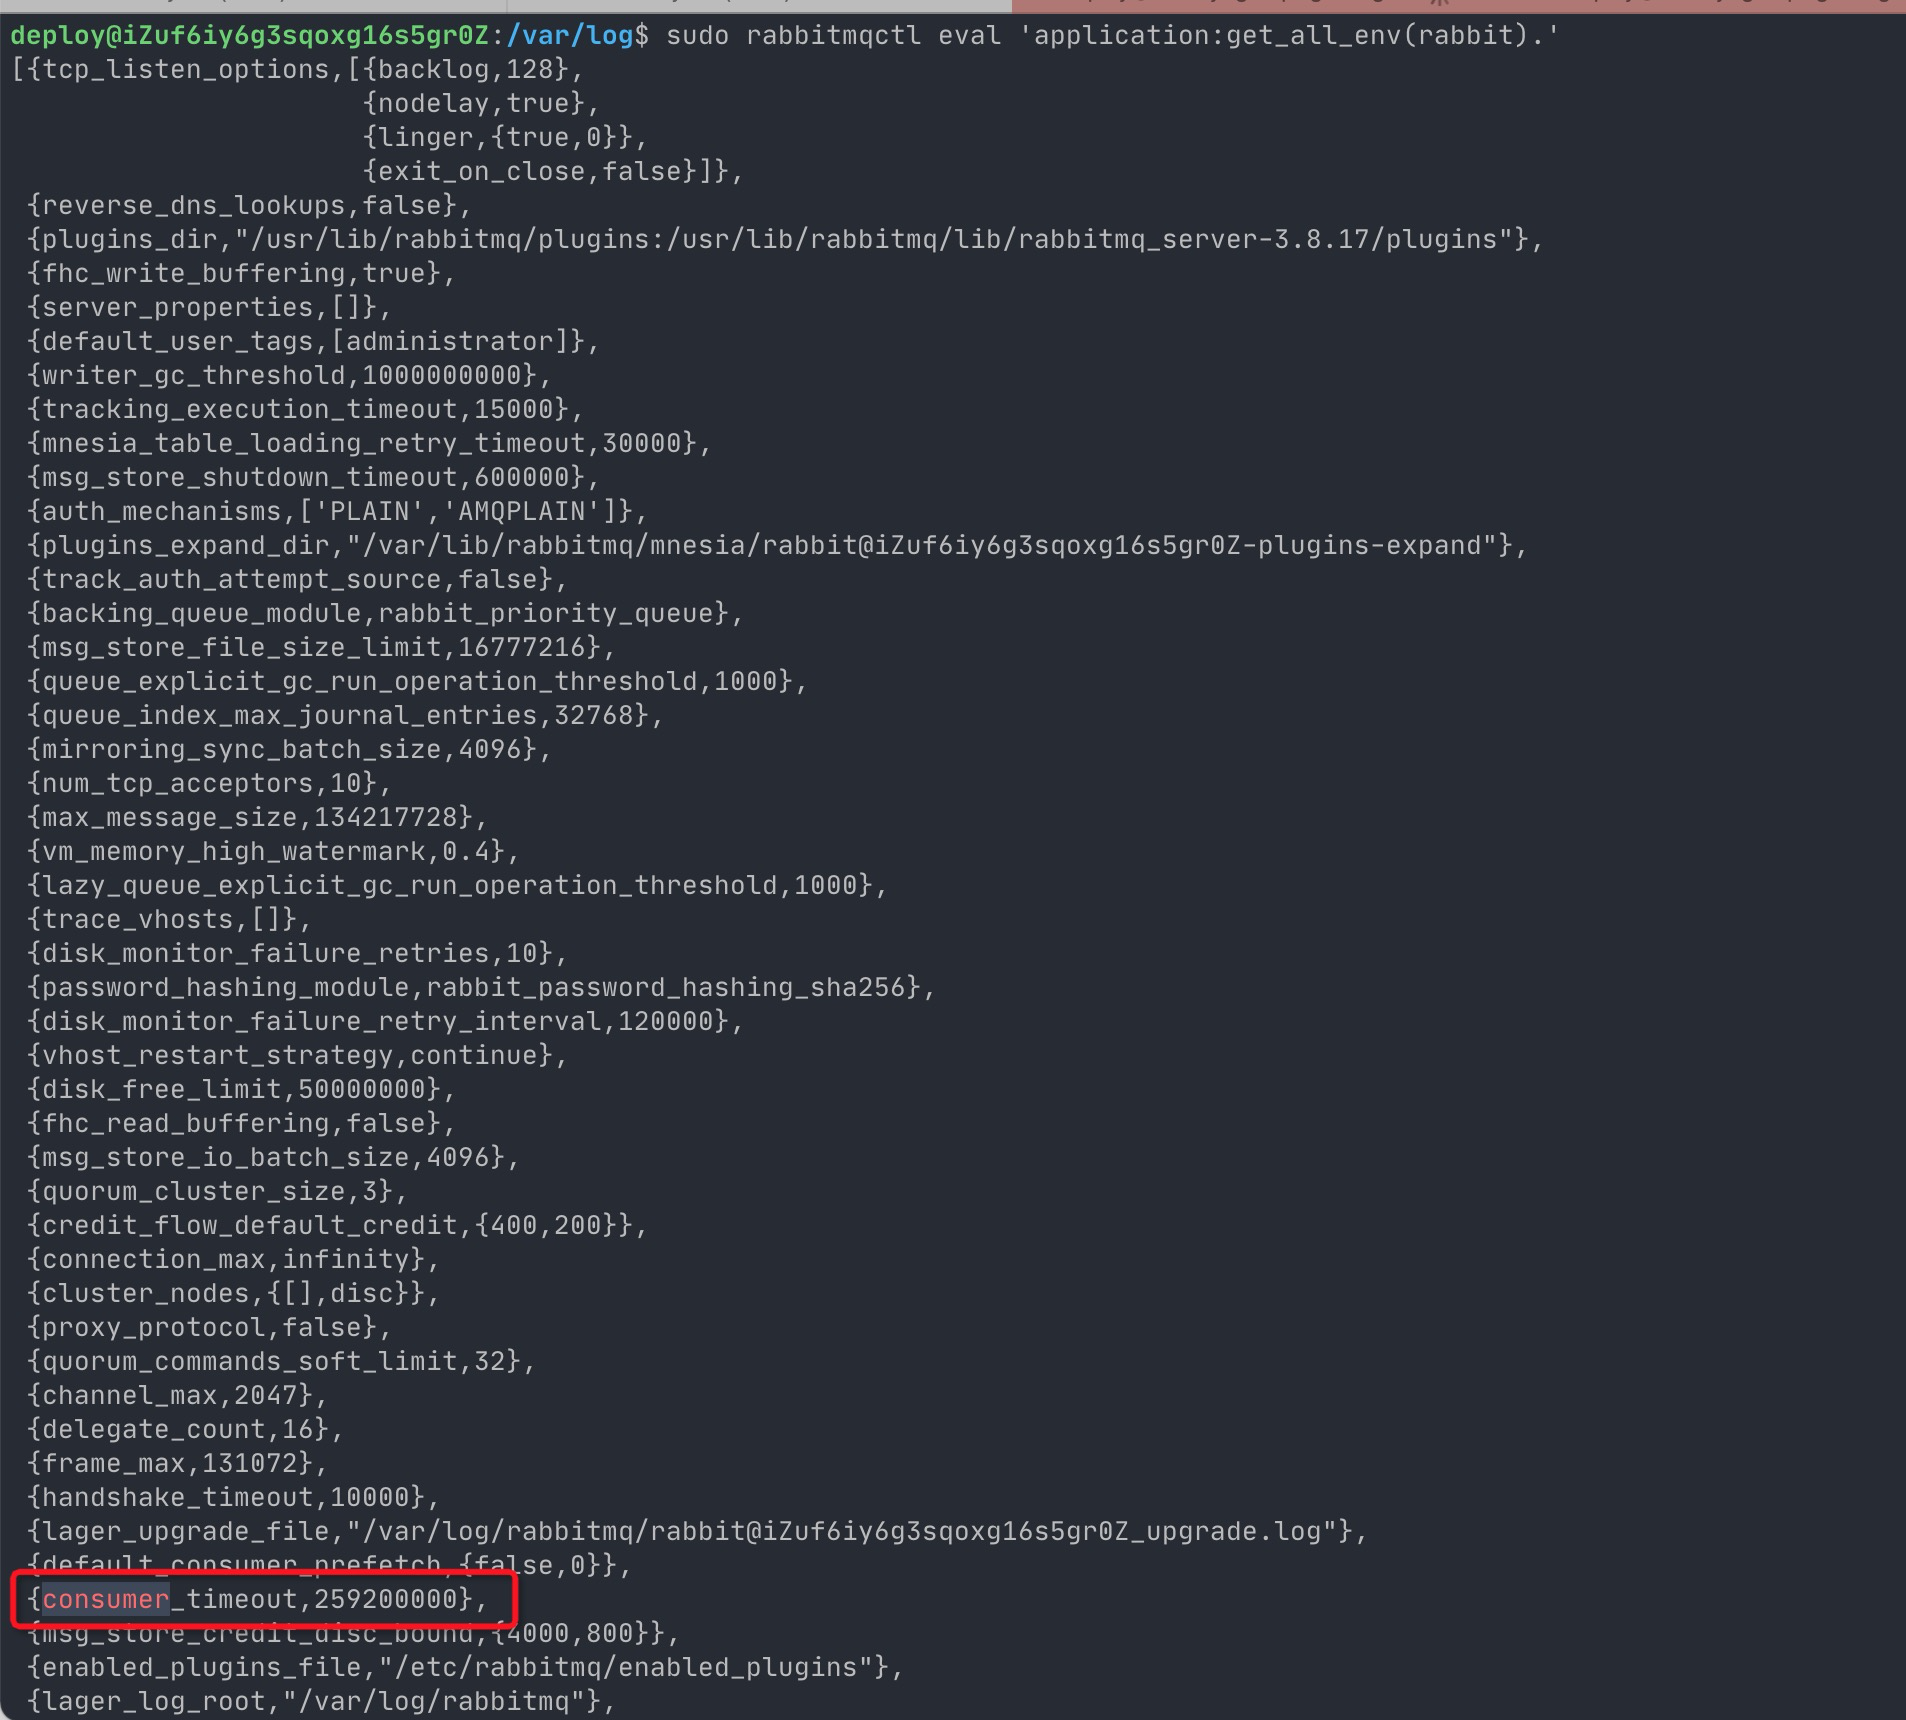 deploy@iZuf6iy6g3sqoxg16s5gr0Z:/var/log$ sudo rabbitmqctl eval 'application:get_all_env(rabbit).'
[{tcp_listen_options,[{backlog,128},
{nodelay,true},
{linger,{true,0}},
{exit_on_close,false}]},
{reverse_dns_lookups,false},
{plugins_dir,"/usr/lib/rabbitmq/plugins:/usr/lib/rabbitmq/lib/rabbitmq_server-3.8.17/plugins"},
{fhc_write_buffering,true},
{server_properties,[]},
{default_user_tags,[administrator]},
{writer_gc_threshold,1000000000},
{tracking_execution_timeout,15000},
{mnesia_table_loading_retry_timeout,30000},
{msg_store_shutdown_timeout,600000},
{auth_mechanisms,['PLAIN','AMQPLAIN']},
{plugins_expand_dir,"/var/lib/rabbitmq/mnesia/rabbit@iZuf6iy6g3sqoxg16s5gr0Z-plugins-expand"},
{track_auth_attempt_source,false},
{backing_queue_module,rabbit_priority_queue},
{msg_store_file_size_limit,16777216},
{queue_explicit_gc_run_operation_threshold,1000},
{queue_index_max_journal_entries,32768},
{mirroring_sync_batch_size,4096},
{num_tcp_acceptors,10},
{max_message_size,134217728},
{vm_memory_high_watermark,0.4},
{lazy_queue_explicit_gc_run_operation_threshold,1000},
{trace_vhosts,[]},
{disk_monitor_failure_retries,10},
{password_hashing_module,rabbit_password_hashing_sha256},
{disk_monitor_failure_retry_interval,120000},
{vhost_restart_strategy,continue},
{disk_free_limit,50000000},
{fhc_read_buffering,false},
{msg_store_io_batch_size,4096},
{quorum_cluster_size,3},
{credit_flow_default_credit,{400,200}},
{connection_max,infinity},
{cluster_nodes,{[],disc}},
{proxy_protocol,false},
{quorum_commands_soft_limit,32},
{channel_max,2047},
{delegate_count,16},
{frame_max,131072},
{handshake_timeout,10000},
{lager_upgrade_file,"/var/log/rabbitmq/rabbit@iZuf6iy6g3sqoxg16s5gr0Z_upgrade.log"},
{default_consumer_prefetch,{false,0}},
{consumer_timeout,259200000},
{msg_store_credit_disc_bound,{4000,800}},
{enabled_plugins_file,"/etc/rabbitmq/enabled_plugins"},
{lager_log_root,"/var/log/rabbitmq"},